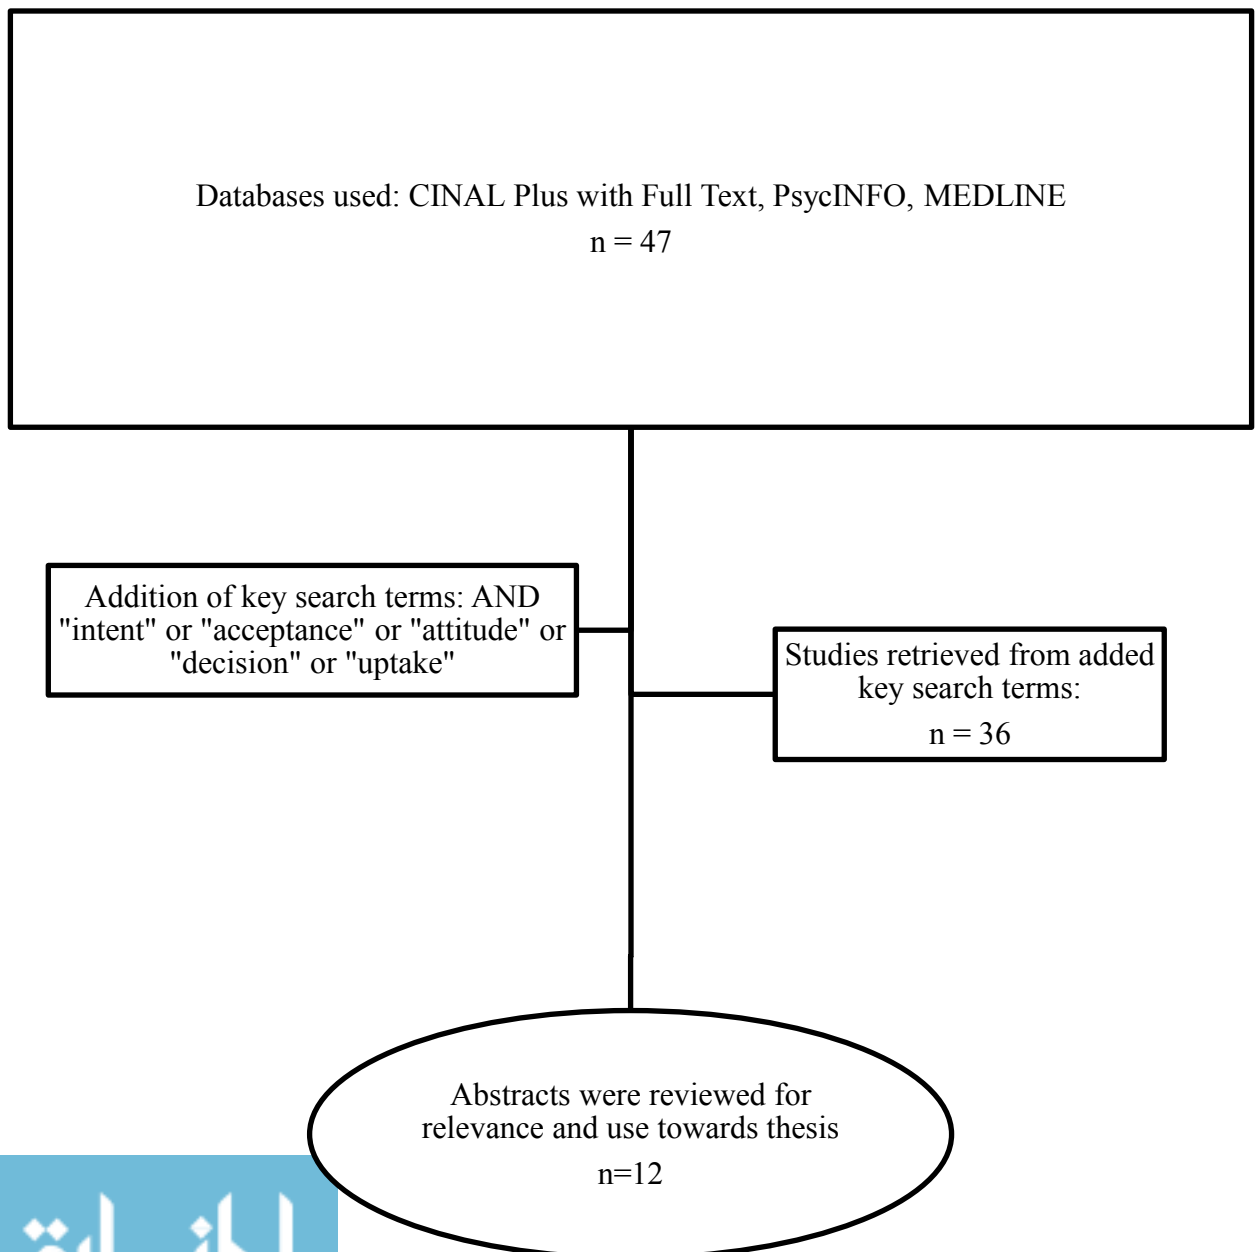 Databases used: CINAL Plus with Full Text, PsycINFO, MEDLINE
n = 47
Addition of key search terms: AND
"intent" or "acceptance" or "attitude" or
"decision" or "uptake"
Studies retrieved from added
key search terms:
n = 36
Abstracts were reviewed for
relevance and use towards thesis
n=12